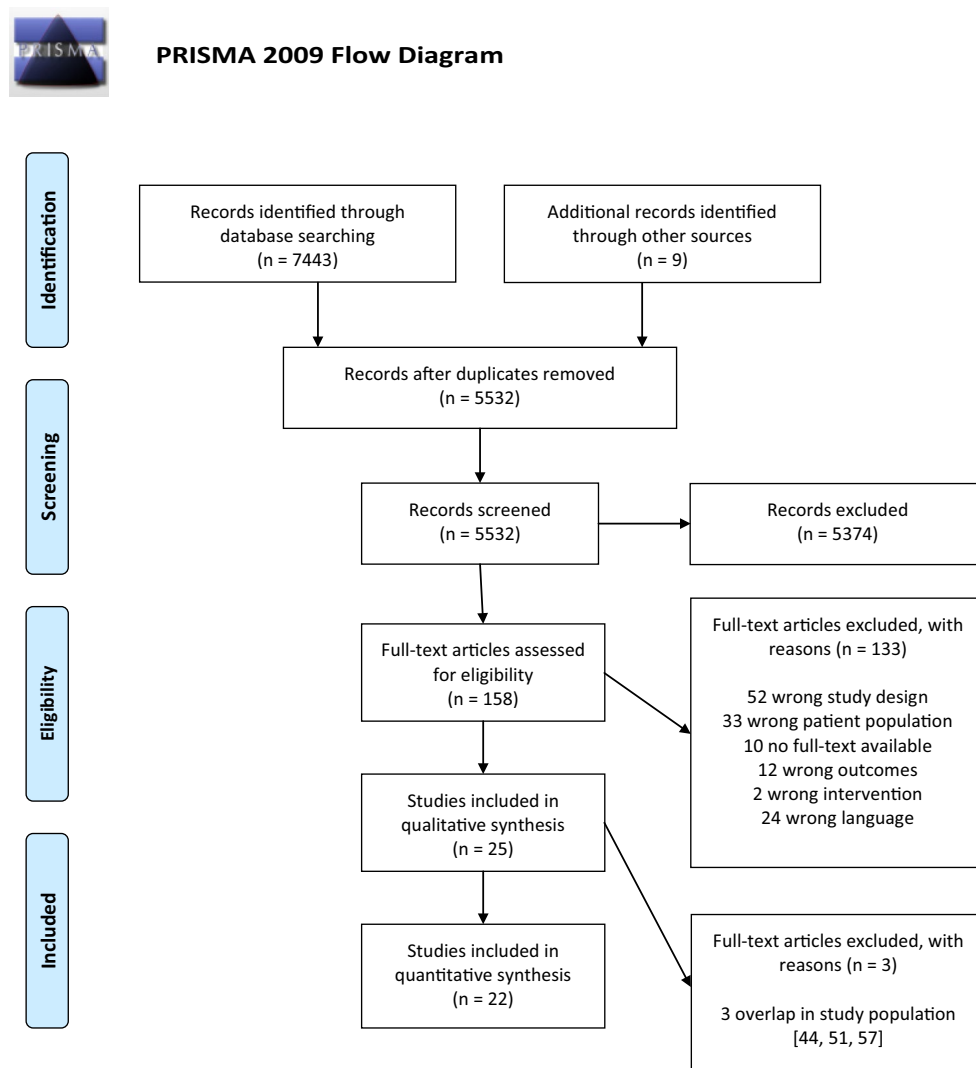 PRISMA
PRISMA 2009 Flow Diagram
Identification
Records identified through
database searching
(n = 7443)
Additional records identified
through other sources
(n = 9)
Records after duplicates removed
(n = 5532)
Screening
Records screened
(n = 5532)
Records excluded
(n = 5374)
Eligibility
Full-text articles assessed
for eligibility
(n = 158)
Full-text articles excluded, with
reasons (n = 133)
52 wrong study design
33 wrong patient population
10 no full-text available
12 wrong outcomes
2 wrong intervention
24 wrong language
Studies included in
qualitative synthesis
(n = 25)
Included
Studies included in
quantitative synthesis
(n = 22)
Full-text articles excluded, with
reasons (n = 3)
3 overlap in study population
[44, 51, 57]